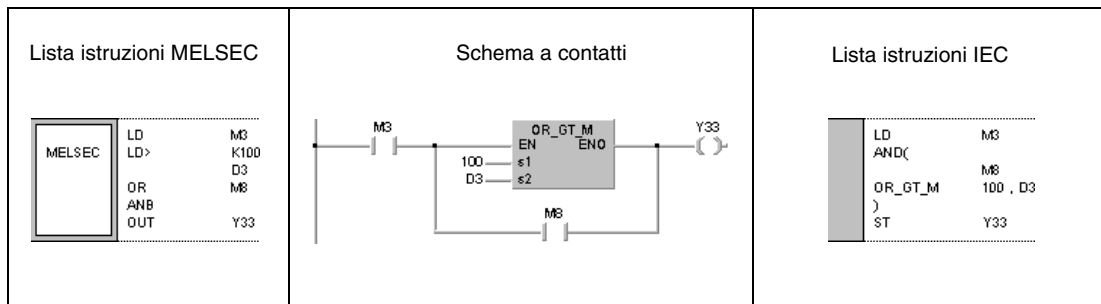 Lista istruzioni MELSEC
MELSEC
LD M3
LD> K100
D3
OR M8
ANB
OUT Y33
Schema a contatti
M3
OR_GT_M
EN ENO
100 s1
D3 s2
Y33
M8
Lista istruzioni IEC
LD M3
AND(
M8
OR_GT_M 100 , D3
)
ST Y33